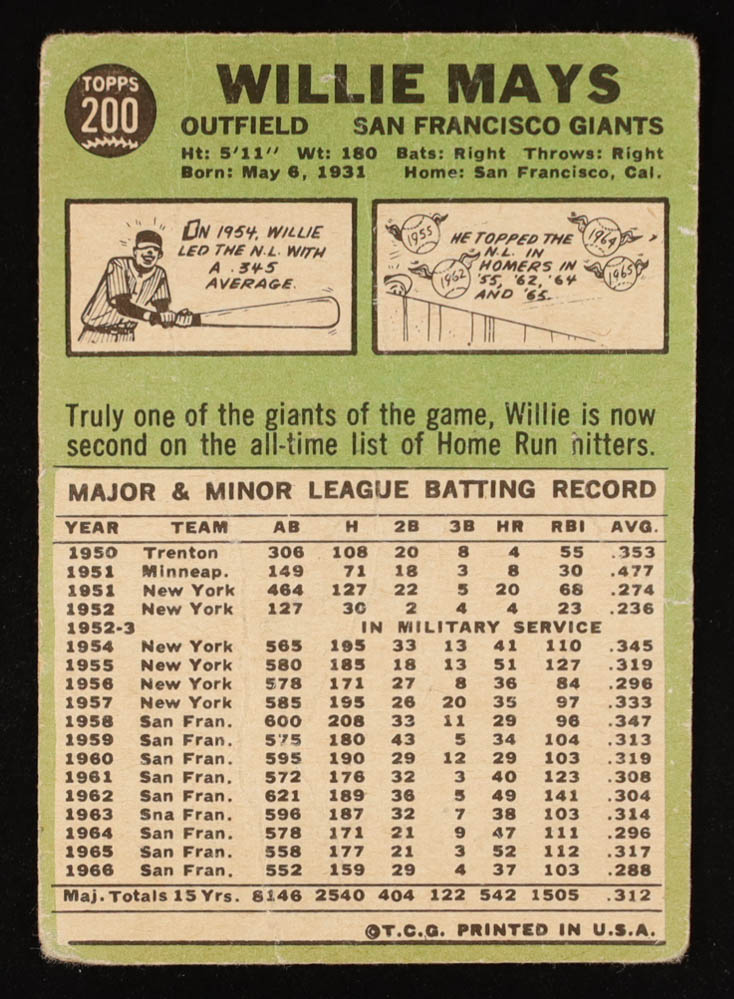 TOPPS
200
WILLIE MAYS
OUTFIELD SAN FRANCISCO GIANTS
Ht: 5'11" Wt: 180 Bats: Right Throws: Right
Born: May 6, 1931 Home: San Francisco, Cal.
IN 1954, WILLIE
LED THE N.L. WITH
A .345
AVERAGE.
1955
1962
HE TOPPED THE
N.L. IN
HOMERS IN
'55, '62, '64
AND '65.
1964
1965
Truly one of the giants of the game, Willie is now
second on the all-time list of Home Run hitters.
MAJOR & MINOR LEAGUE BATTING RECORD
YEAR TEAM AB H 2B 3B HR RBI AVG.
1950 Trenton 306 108 20 8 4 55 .353
1951 Minneap. 149 71 18 3 8 30 .477
1951 New York 464 127 22 5 20 68 .274
1952 New York 127 30 2 4 4 23 .236
1952-3 IN MILITARY SERVICE
1954 New York 565 195 33 13 41 110 .345
1955 New York 580 185 18 13 51 127 .319
1956 New York 578 171 27 8 36 84 .296
1957 New York 585 195 26 20 35 97 .333
1958 San Fran. 600 208 33 11 29 96 .347
1959 San Fran. 575 180 43 5 34 104 .313
1960 San Fran. 595 190 29 12 29 103 .319
1961 San Fran. 572 176 32 3 40 123 .308
1962 San Fran. 621 189 36 5 49 141 .304
1963 Sna Fran. 596 187 32 7 38 103 .314
1964 San Fran. 578 171 21 9 47 111 .296
1965 San Fran. 558 177 21 3 52 112 .317
1966 San Fran. 552 159 29 4 37 103 .288
Maj. Totals 15 Yrs. 8146 2540 404 122 542 1505 .312
©T.C.G. PRINTED IN U.S.A.